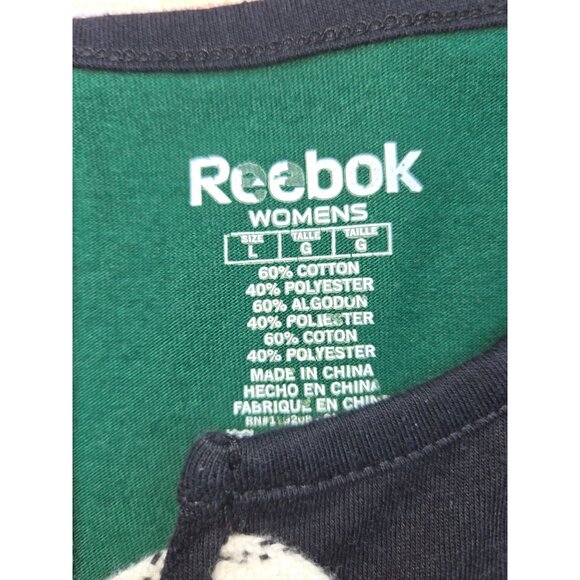 Reebok
WOMENS
SIZE TALLE TAILLE
L G G
60% COTTON
40% POLYESTER
60% ALGODON
40% POLIESTER
60% COTON
40% POLYESTER
MADE IN CHINA
HECHO EN CHINA
FABRIQUE EN CHINA